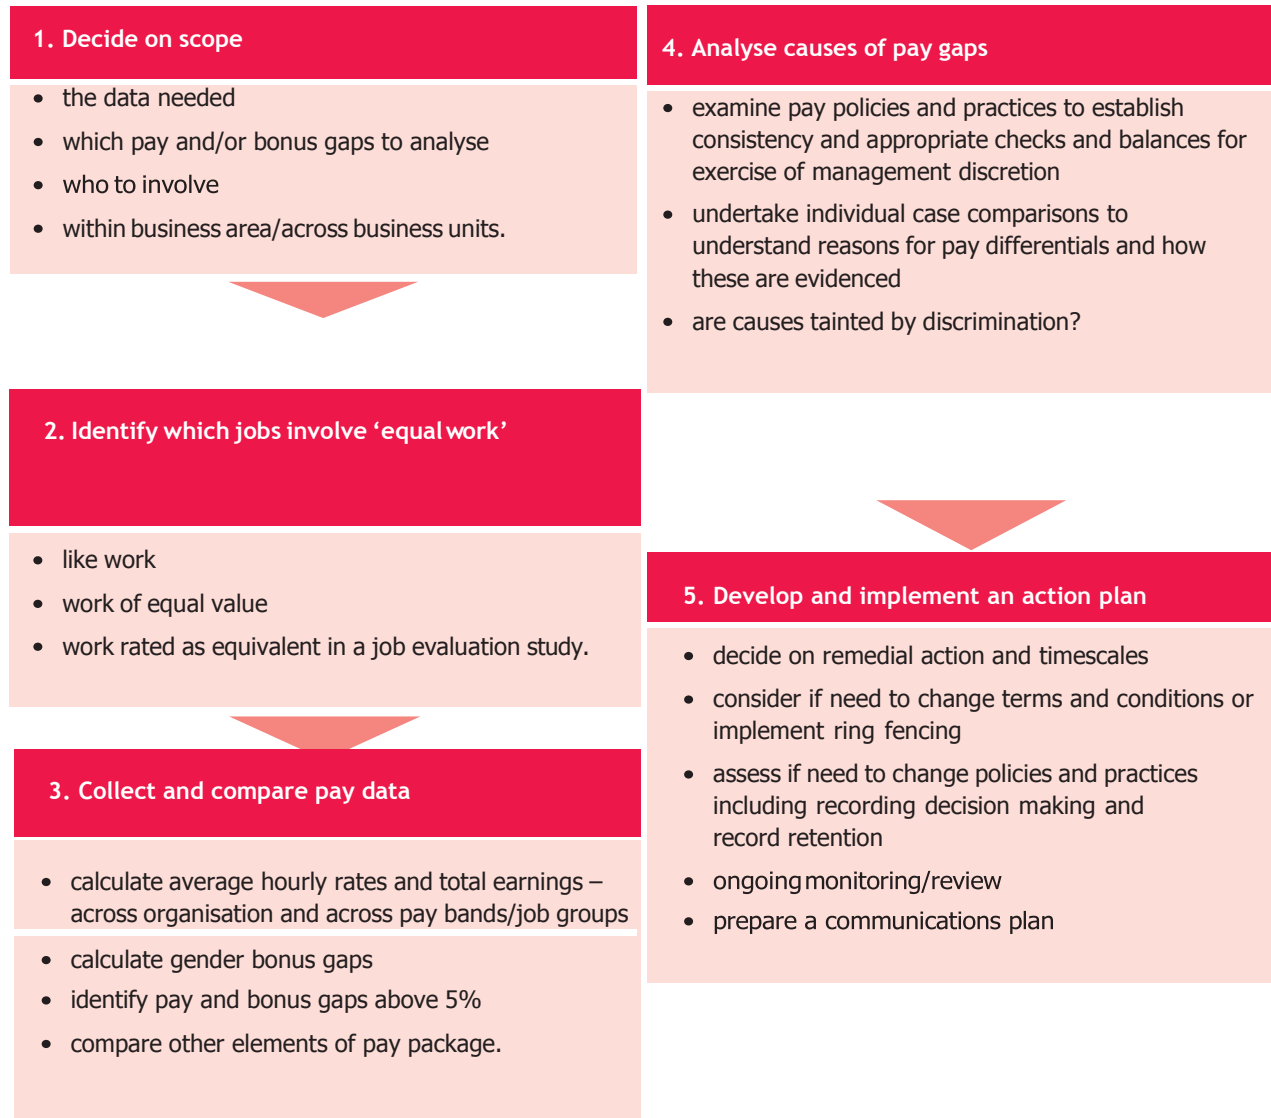 1. Decide on scope
• the data needed
• which pay and/or bonus gaps to analyse
• who to involve
• within business area/across business units.
2. Identify which jobs involve ‘equal work’
• like work
• work of equal value
• work rated as equivalent in a job evaluation study.
3. Collect and compare pay data
• calculate average hourly rates and total earnings –
across organisation and across pay bands/job groups
• calculate gender bonus gaps
• identify pay and bonus gaps above 5%
• compare other elements of pay package.
4. Analyse causes of pay gaps
• examine pay policies and practices to establish
consistency and appropriate checks and balances for
exercise of management discretion
• undertake individual case comparisons to
understand reasons for pay differentials and how
these are evidenced
• are causes tainted by discrimination?
5. Develop and implement an action plan
• decide on remedial action and timescales
• consider if need to change terms and conditions or
implement ring fencing
• assess if need to change policies and practices
including recording decision making and
record retention
• ongoing monitoring/review
• prepare a communications plan